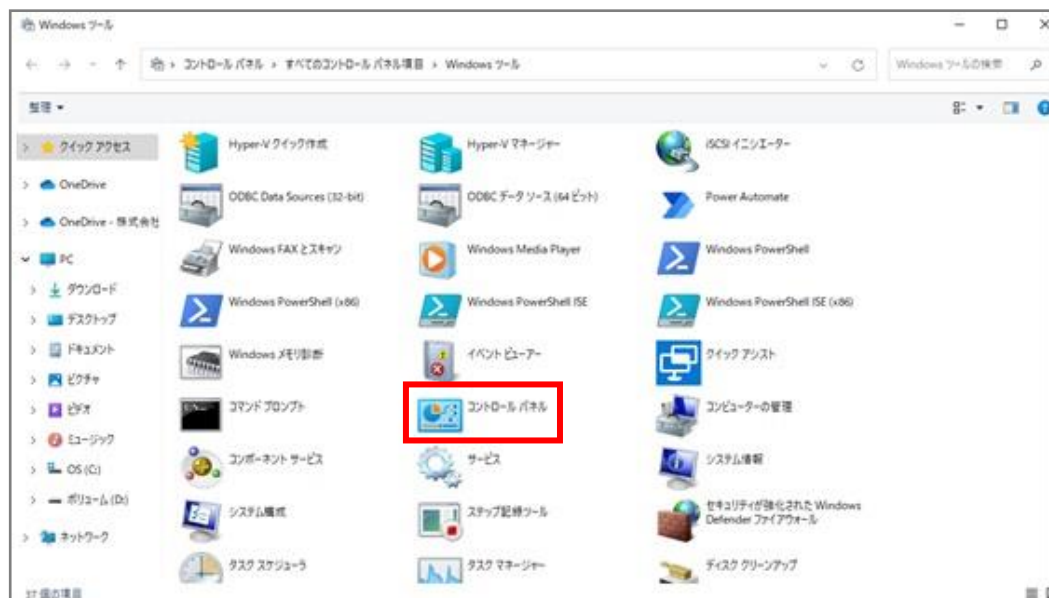 Windows ツール
コントロール パネル › すべてのコントロール パネル項目 › Windows ツール
Windows ツールの検索
整理
クイック アクセス
OneDrive
OneDrive - 株式会社
PC
ダウンロード
デスクトップ
ドキュメント
ピクチャ
ビデオ
ミュージック
OS (C:)
ボリューム (D:)
ネットワーク
Hyper-V クイック作成
Hyper-V マネージャー
iSCSI イニシエーター
ODBC Data Sources (32-bit)
ODBC データ ソース (64 ビット)
Power Automate
Windows FAX とスキャン
Windows Media Player
Windows PowerShell
Windows PowerShell (x86)
Windows PowerShell ISE
Windows PowerShell ISE (x86)
Windows メモリ診断
イベント ビューアー
クイック アシスト
コマンド プロンプト
コントロール パネル
コンピューターの管理
コンポーネント サービス
サービス
システム情報
システム構成
ステップ記録ツール
セキュリティが強化された Windows
Defender ファイアウォール
タスク スケジューラ
タスク マネージャー
ディスク クリーンアップ
37 個の項目